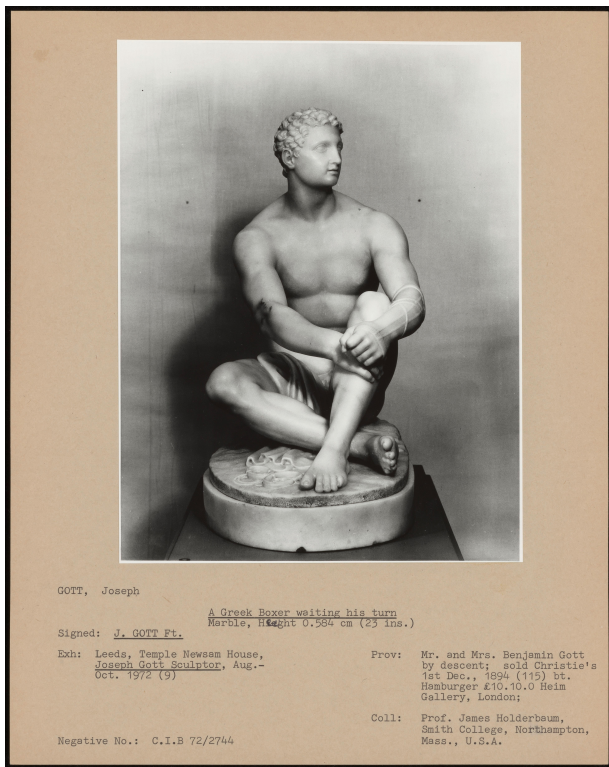 GOTT, Joseph
A Greek Boxer waiting his turn
Marble, Height 0.584 cm (23 ins.)
Signed: J. GOTT Ft.
Exh: Leeds, Temple Newsam House,
Joseph Gott Sculptor, Aug.-
Oct. 1972 (9)
Prov: Mr. and Mrs. Benjamin Gott
by descent; sold Christie's
1st Dec., 1894 (115) bt.
Hamburger £10.10.0 Heim
Gallery, London;
Coll: Prof. James Holderbaum,
Smith College, Northampton,
Mass., U.S.A.
Negative No.: C.I.B 72/2744